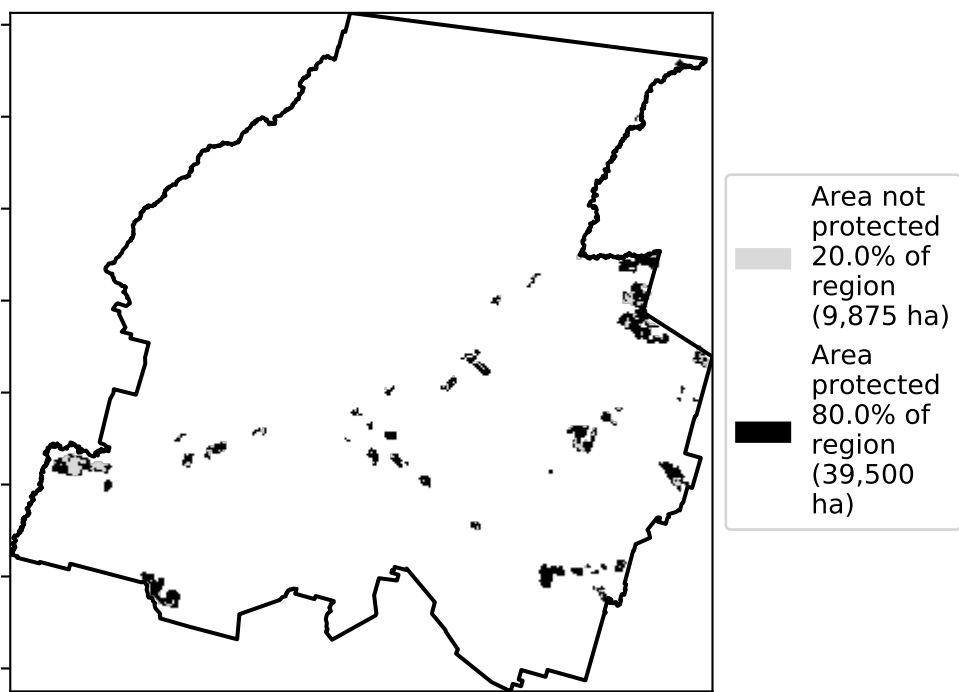 Area not
protected
20.0% of
region
(9,875 ha)
Area
protected
80.0% of
region
(39,500
ha)